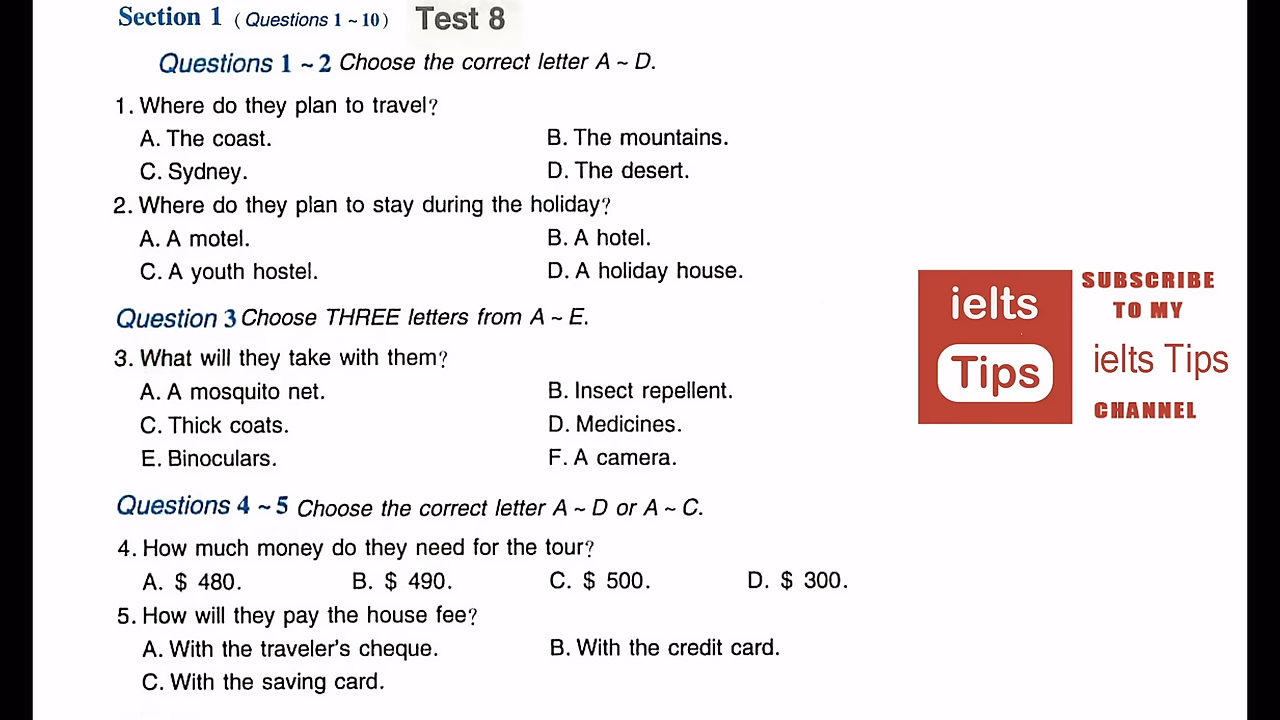 Section 1 ( Questions 1 ~ 10 ) Test 8
Questions 1 ~ 2 Choose the correct letter A ~ D.
1. Where do they plan to travel?
A. The coast. B. The mountains.
C. Sydney. D. The desert.
2. Where do they plan to stay during the holiday?
A. A motel. B. A hotel.
C. A youth hostel. D. A holiday house.
Question 3 Choose THREE letters from A ~ E.
3. What will they take with them?
A. A mosquito net. B. Insect repellent.
C. Thick coats. D. Medicines.
E. Binoculars. F. A camera.
Questions 4 ~ 5 Choose the correct letter A ~ D or A ~ C.
4. How much money do they need for the tour?
A. $ 480. B. $ 490. C. $ 500. D. $ 300.
5. How will they pay the house fee?
A. With the traveler's cheque. B. With the credit card.
C. With the saving card.
ielts
Tips
SUBSCRIBE
TO MY
ielts Tips
CHANNEL